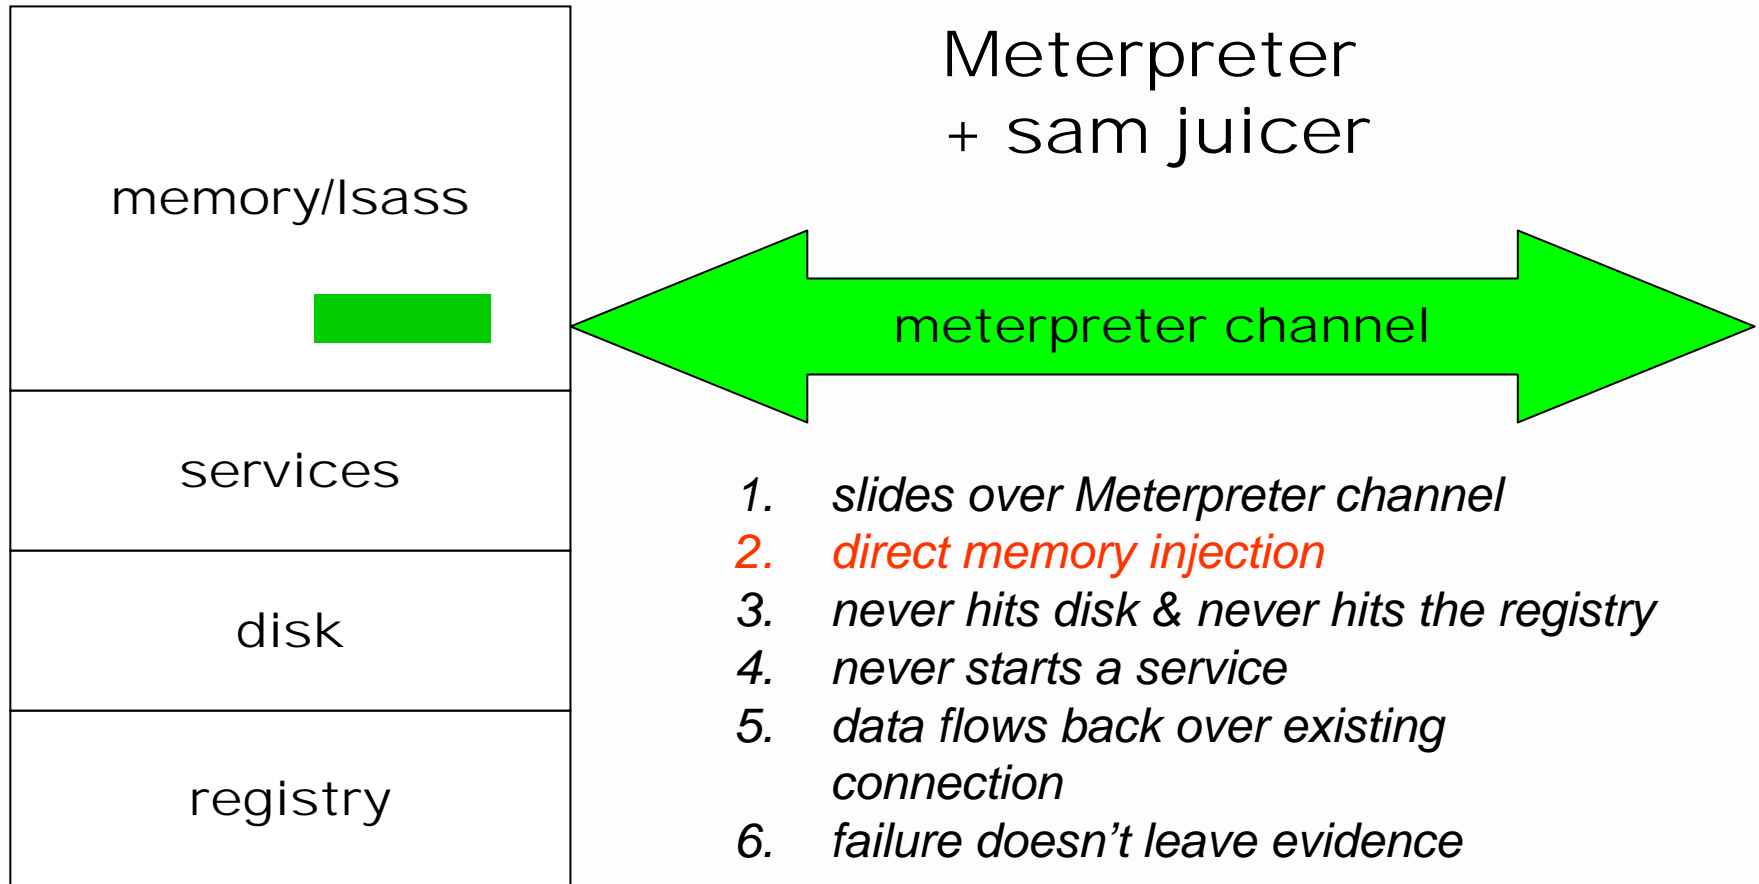 Meterpreter
+ sam juicer
memory/lsass
meterpreter channel
services
disk
registry
1. slides over Meterpreter channel
2. direct memory injection
3. never hits disk & never hits the registry
4. never starts a service
5. data flows back over existing
connection
6. failure doesn’t leave evidence